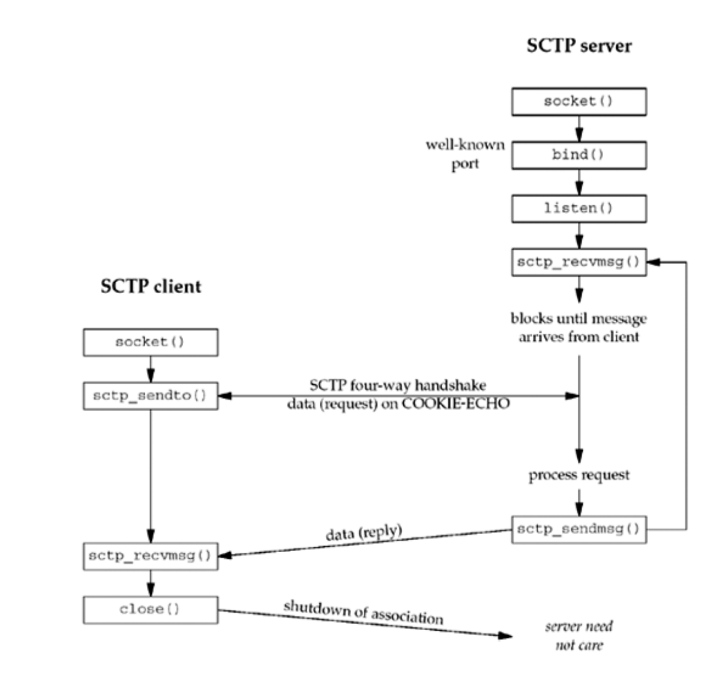 SCTP server
socket()
well-known
port
bind()
listen()
sctp_recvmsg()
blocks until message
arrives from client
SCTP client
socket()
sctp_sendto()
SCTP four-way handshake
data (request) on COOKIE-ECHO
process request
sctp_sendmsg()
data (reply)
sctp_recvmsg()
close()
shutdown of association
server need
not care